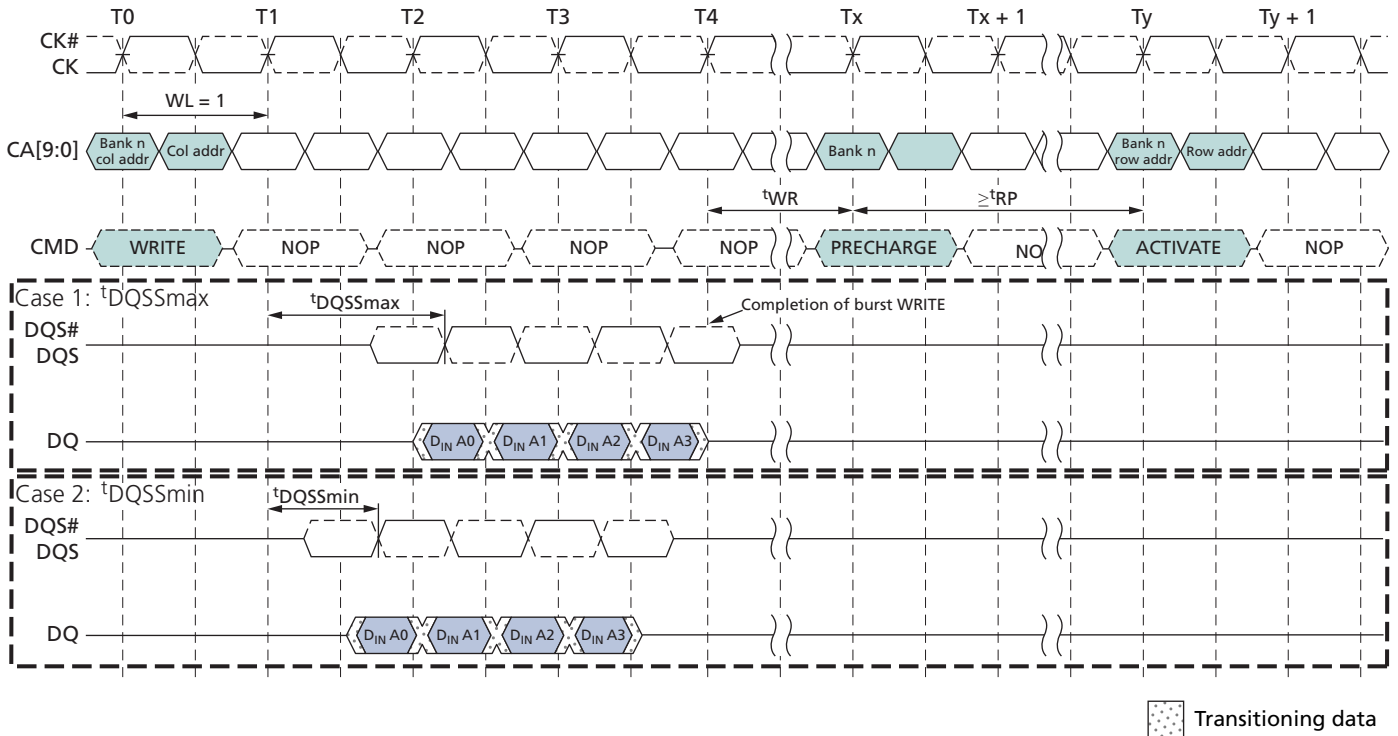 T0 T1 T2 T3 T4 Tx Tx + 1 Ty Ty + 1
CK#
CK
WL = 1
CA[9:0]
Bank n
col addr
Col addr
Bank n
Bank n
row addr
Row addr
tWR
≥tRP
CMD WRITE NOP NOP NOP NOP PRECHARGE NO ACTIVATE NOP
Case 1: tDQSSmax
tDQSSmax
Completion of burst WRITE
DQS#
DQS
DQ DIN A0 DIN A1 DIN A2 DIN A3
Case 2: tDQSSmin
tDQSSmin
DQS#
DQS
DQ DIN A0 DIN A1 DIN A2 DIN A3
Transitioning data